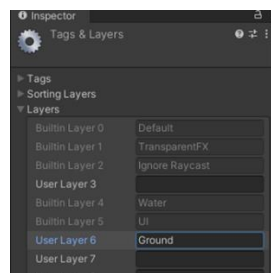 Inspector
Tags & Layers
Tags
Sorting Layers
Layers
Builtin Layer 0 Default
Builtin Layer 1 TransparentFX
Builtin Layer 2 Ignore Raycast
User Layer 3
Builtin Layer 4 Water
Builtin Layer 5 UI
User Layer 6 Ground
User Layer 7